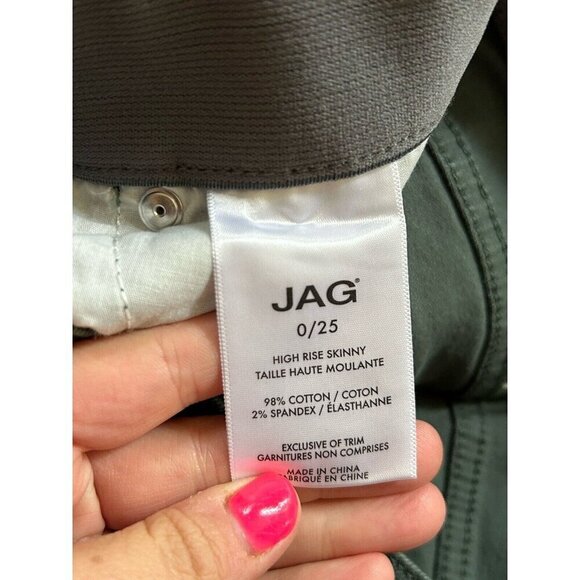 JAG®
0/25
HIGH RISE SKINNY
TAILLE HAUTE MOULANTE
98% COTTON / COTON
2% SPANDEX / ÉLASTHANNE
EXCLUSIVE OF TRIM
GARNITURES NON COMPRISES
MADE IN CHINA
FABRIQUÉ EN CHINE